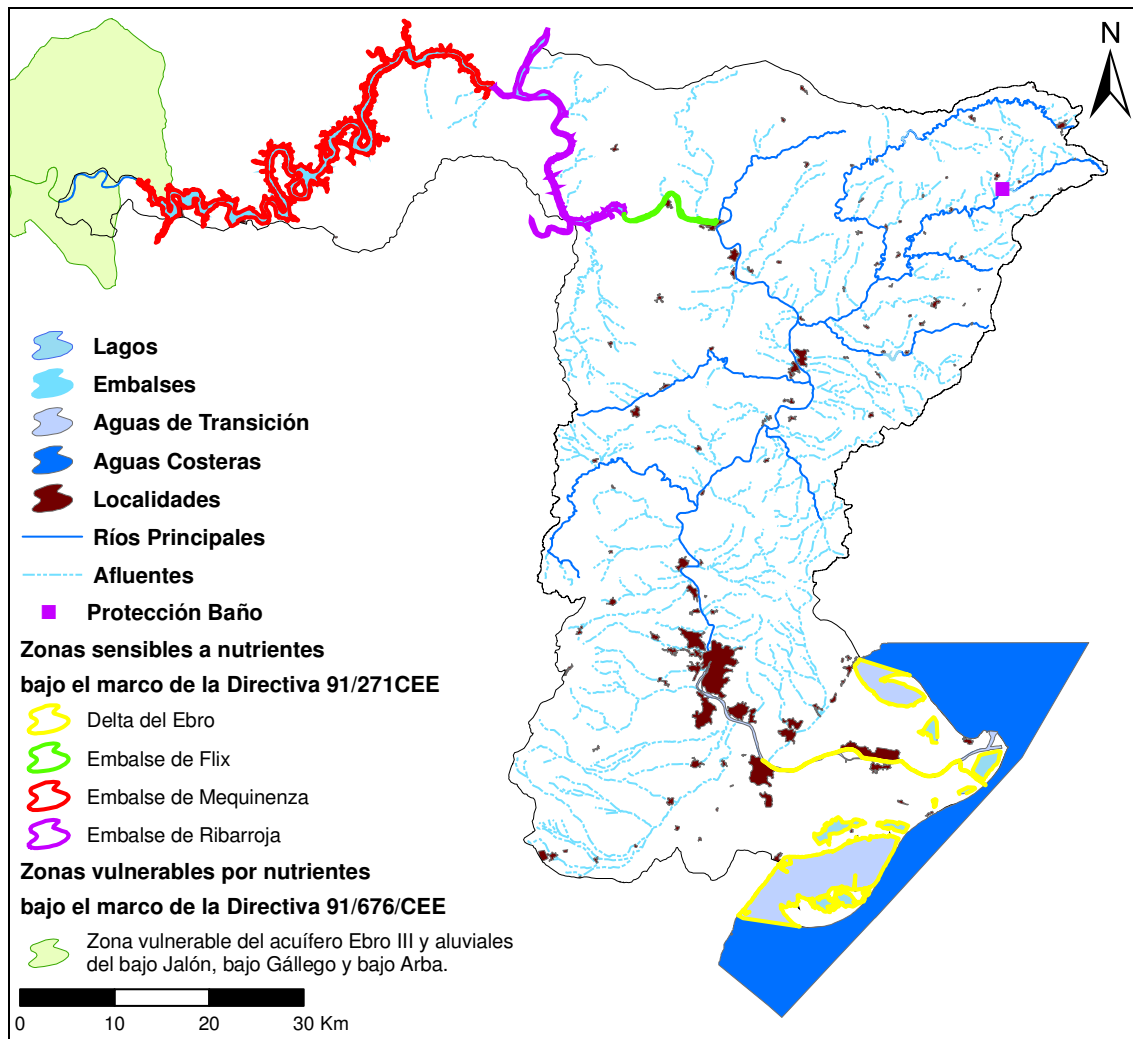 N
Lagos
Embalses
Aguas de Transición
Aguas Costeras
Localidades
Ríos Principales
Afluentes
Protección Baño
Zonas sensibles a nutrientes
bajo el marco de la Directiva 91/271CEE
Delta del Ebro
Embalse de Flix
Embalse de Mequinenza
Embalse de Ribarroja
Zonas vulnerables por nutrientes
bajo el marco de la Directiva 91/676/CEE
Zona vulnerable del acuífero Ebro III y aluviales
del bajo Jalón, bajo Gállego y bajo Arba.
0 10 20 30 Km